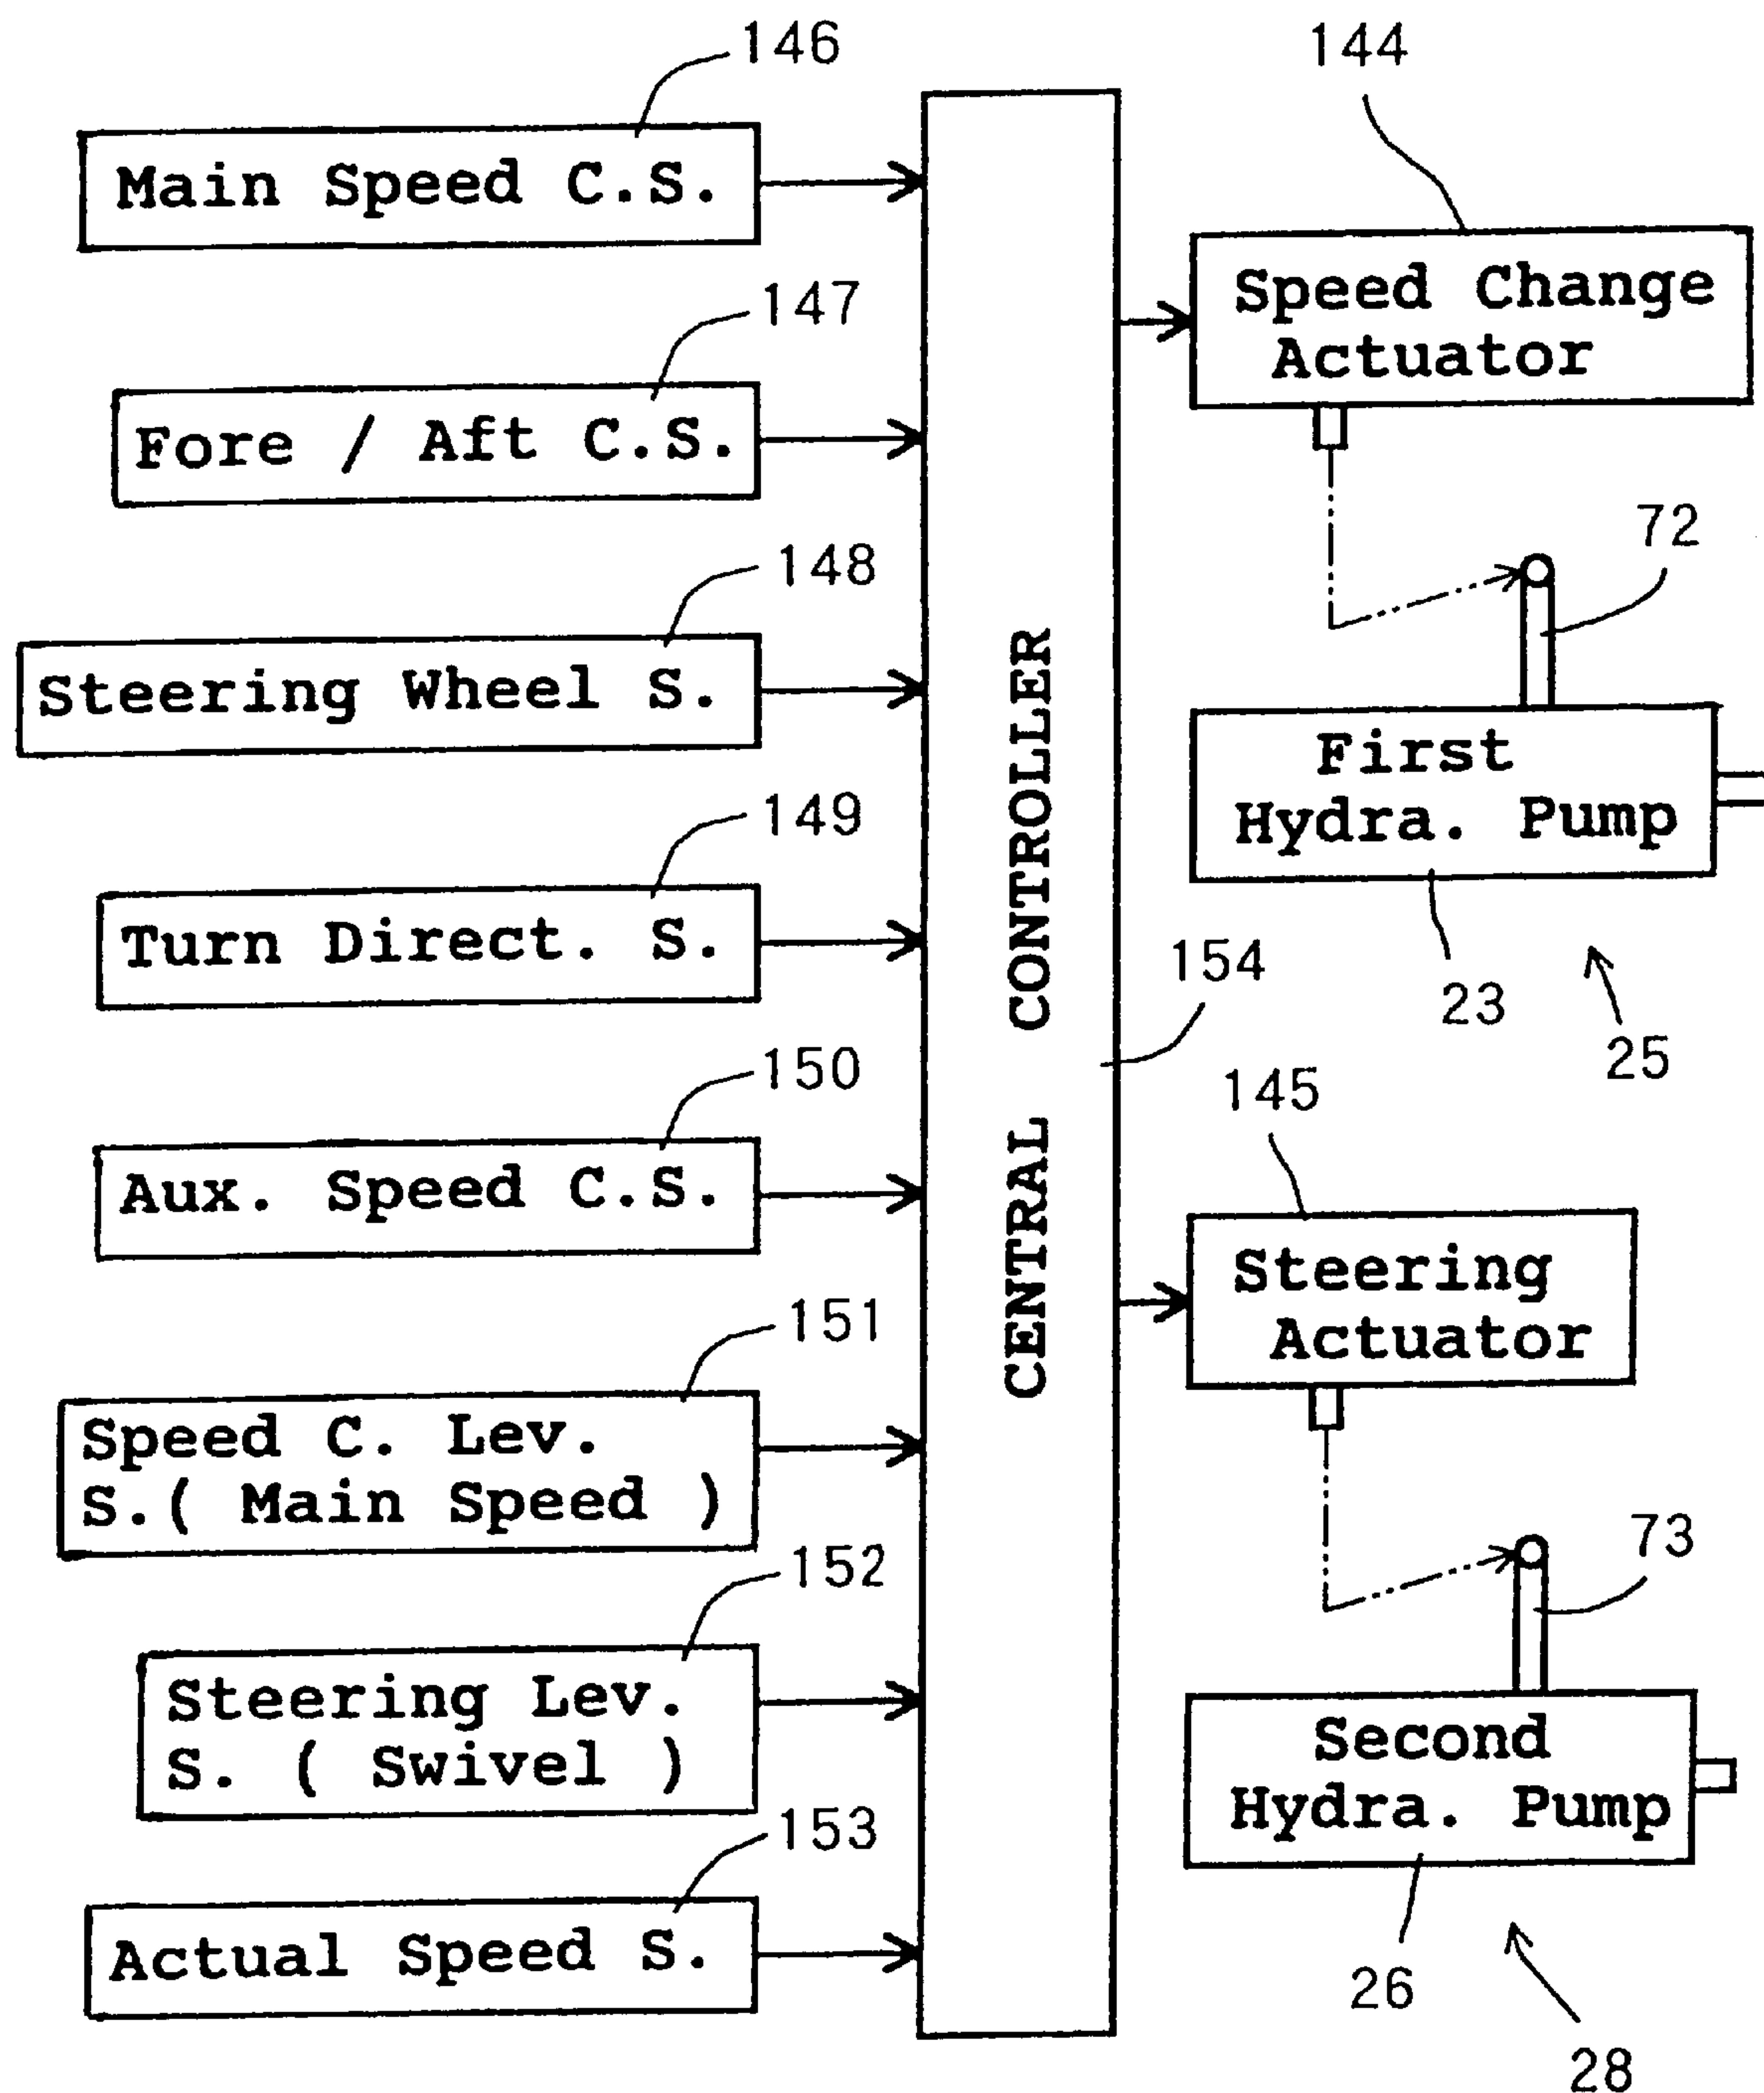 146
Main Speed C.S.
147
Fore / Aft C.S.
148
Steering Wheel S.
149
Turn Direct. S.
150
Aux. Speed C.S.
151
Speed C. Lev.
S.( Main Speed )
152
Steering Lev.
S. ( Swivel )
153
Actual Speed S.
CENTRAL CONTROLLER
154
144
Speed Change
Actuator
72
First
Hydra. Pump
23
25
145
Steering
Actuator
73
Second
Hydra. Pump
26
28